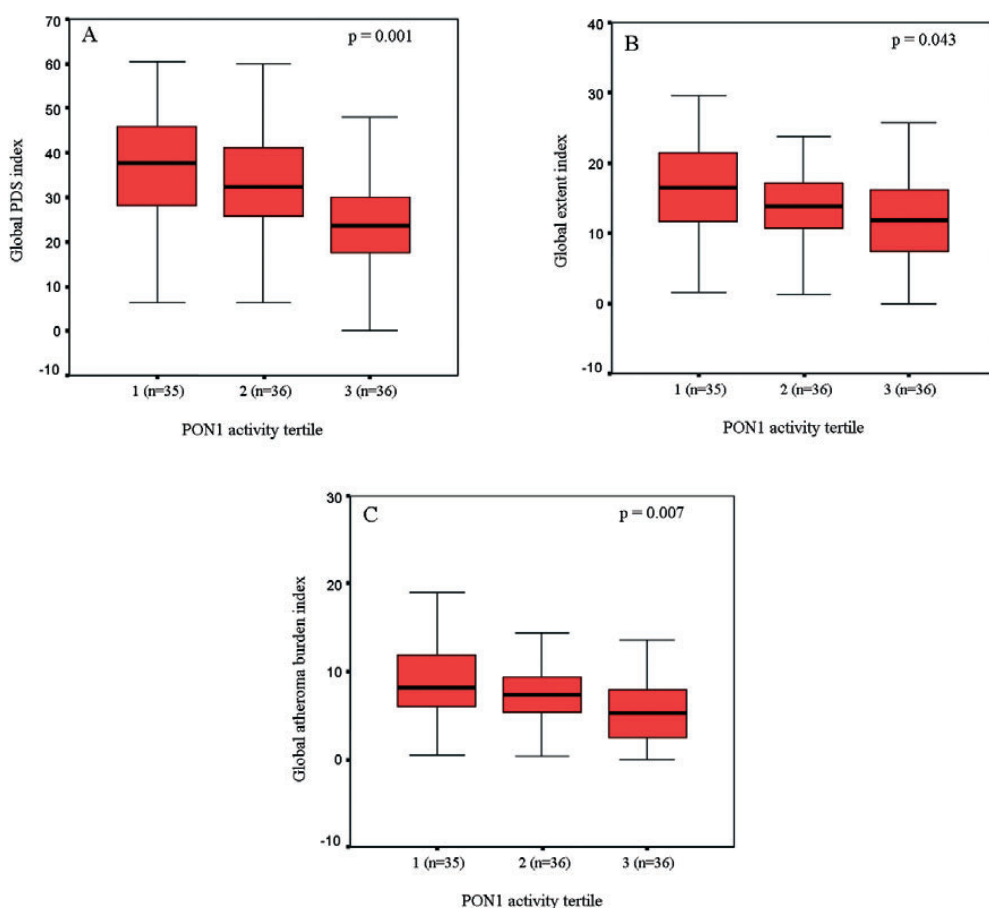 A
p = 0.001
Global PDS index
70
60
50
40
30
20
10
0
-10
1 (n=35) 2 (n=36) 3 (n=36)
PON1 activity tertile
B
p = 0.043
Global extent index
40
30
20
10
0
-10
1 (n=35) 2 (n=36) 3 (n=36)
PON1 activity tertile
C
p = 0.007
Global atheroma burden index
30
20
10
0
-10
1 (n=35) 2 (n=36) 3 (n=36)
PON1 activity tertile